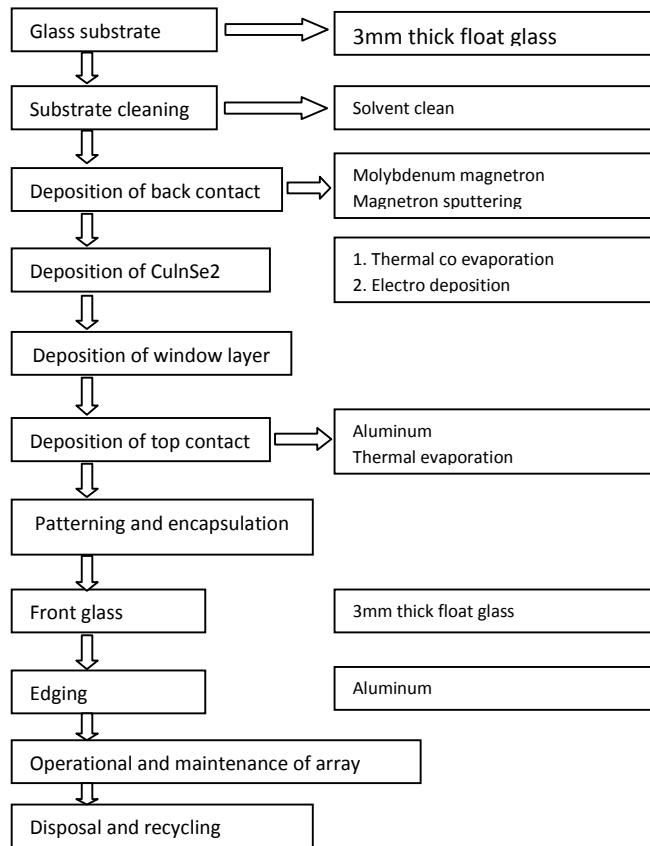 Glass substrate
3mm thick float glass
Substrate cleaning
Solvent clean
Deposition of back contact
Molybdenum magnetron
Magnetron sputtering
Deposition of CuInSe2
1. Thermal co evaporation
2. Electro deposition
Deposition of window layer
Deposition of top contact
Aluminum
Thermal evaporation
Patterning and encapsulation
Front glass
3mm thick float glass
Edging
Aluminum
Operational and maintenance of array
Disposal and recycling